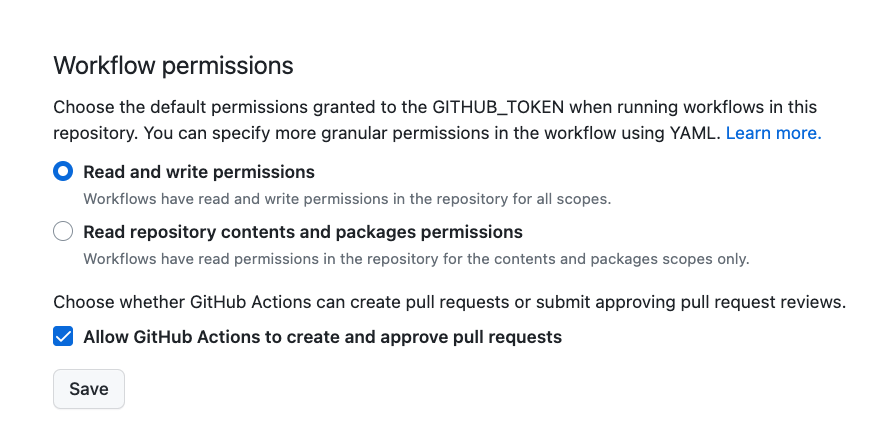 Workflow permissions
Choose the default permissions granted to the GITHUB_TOKEN when running workflows in this
repository. You can specify more granular permissions in the workflow using YAML. Learn more.
Read and write permissions
Workflows have read and write permissions in the repository for all scopes.
Read repository contents and packages permissions
Workflows have read permissions in the repository for the contents and packages scopes only.
Choose whether GitHub Actions can create pull requests or submit approving pull request reviews.
Allow GitHub Actions to create and approve pull requests
Save